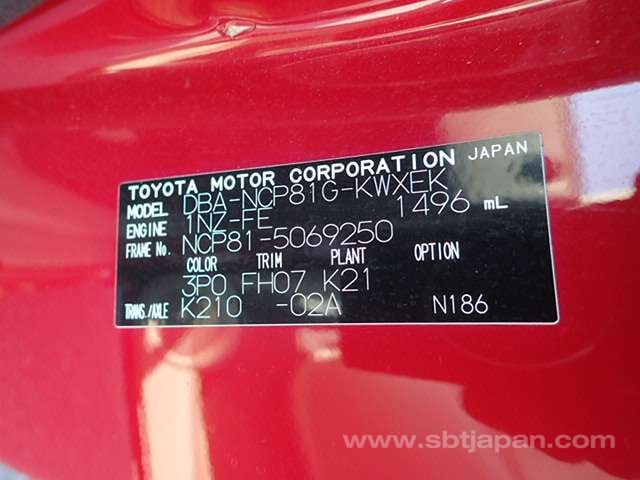 TOYOTA MOTOR CORPORATION JAPAN
MODEL DBA-NCP81G-KWXEK
ENGINE 1NZ-FE 1496 mL
FRAME No. NCP81-5069250
COLOR TRIM PLANT OPTION
3P0 FH07 K21
TRANS./AXLE K210 -02A N186
www.sbtjapan.com